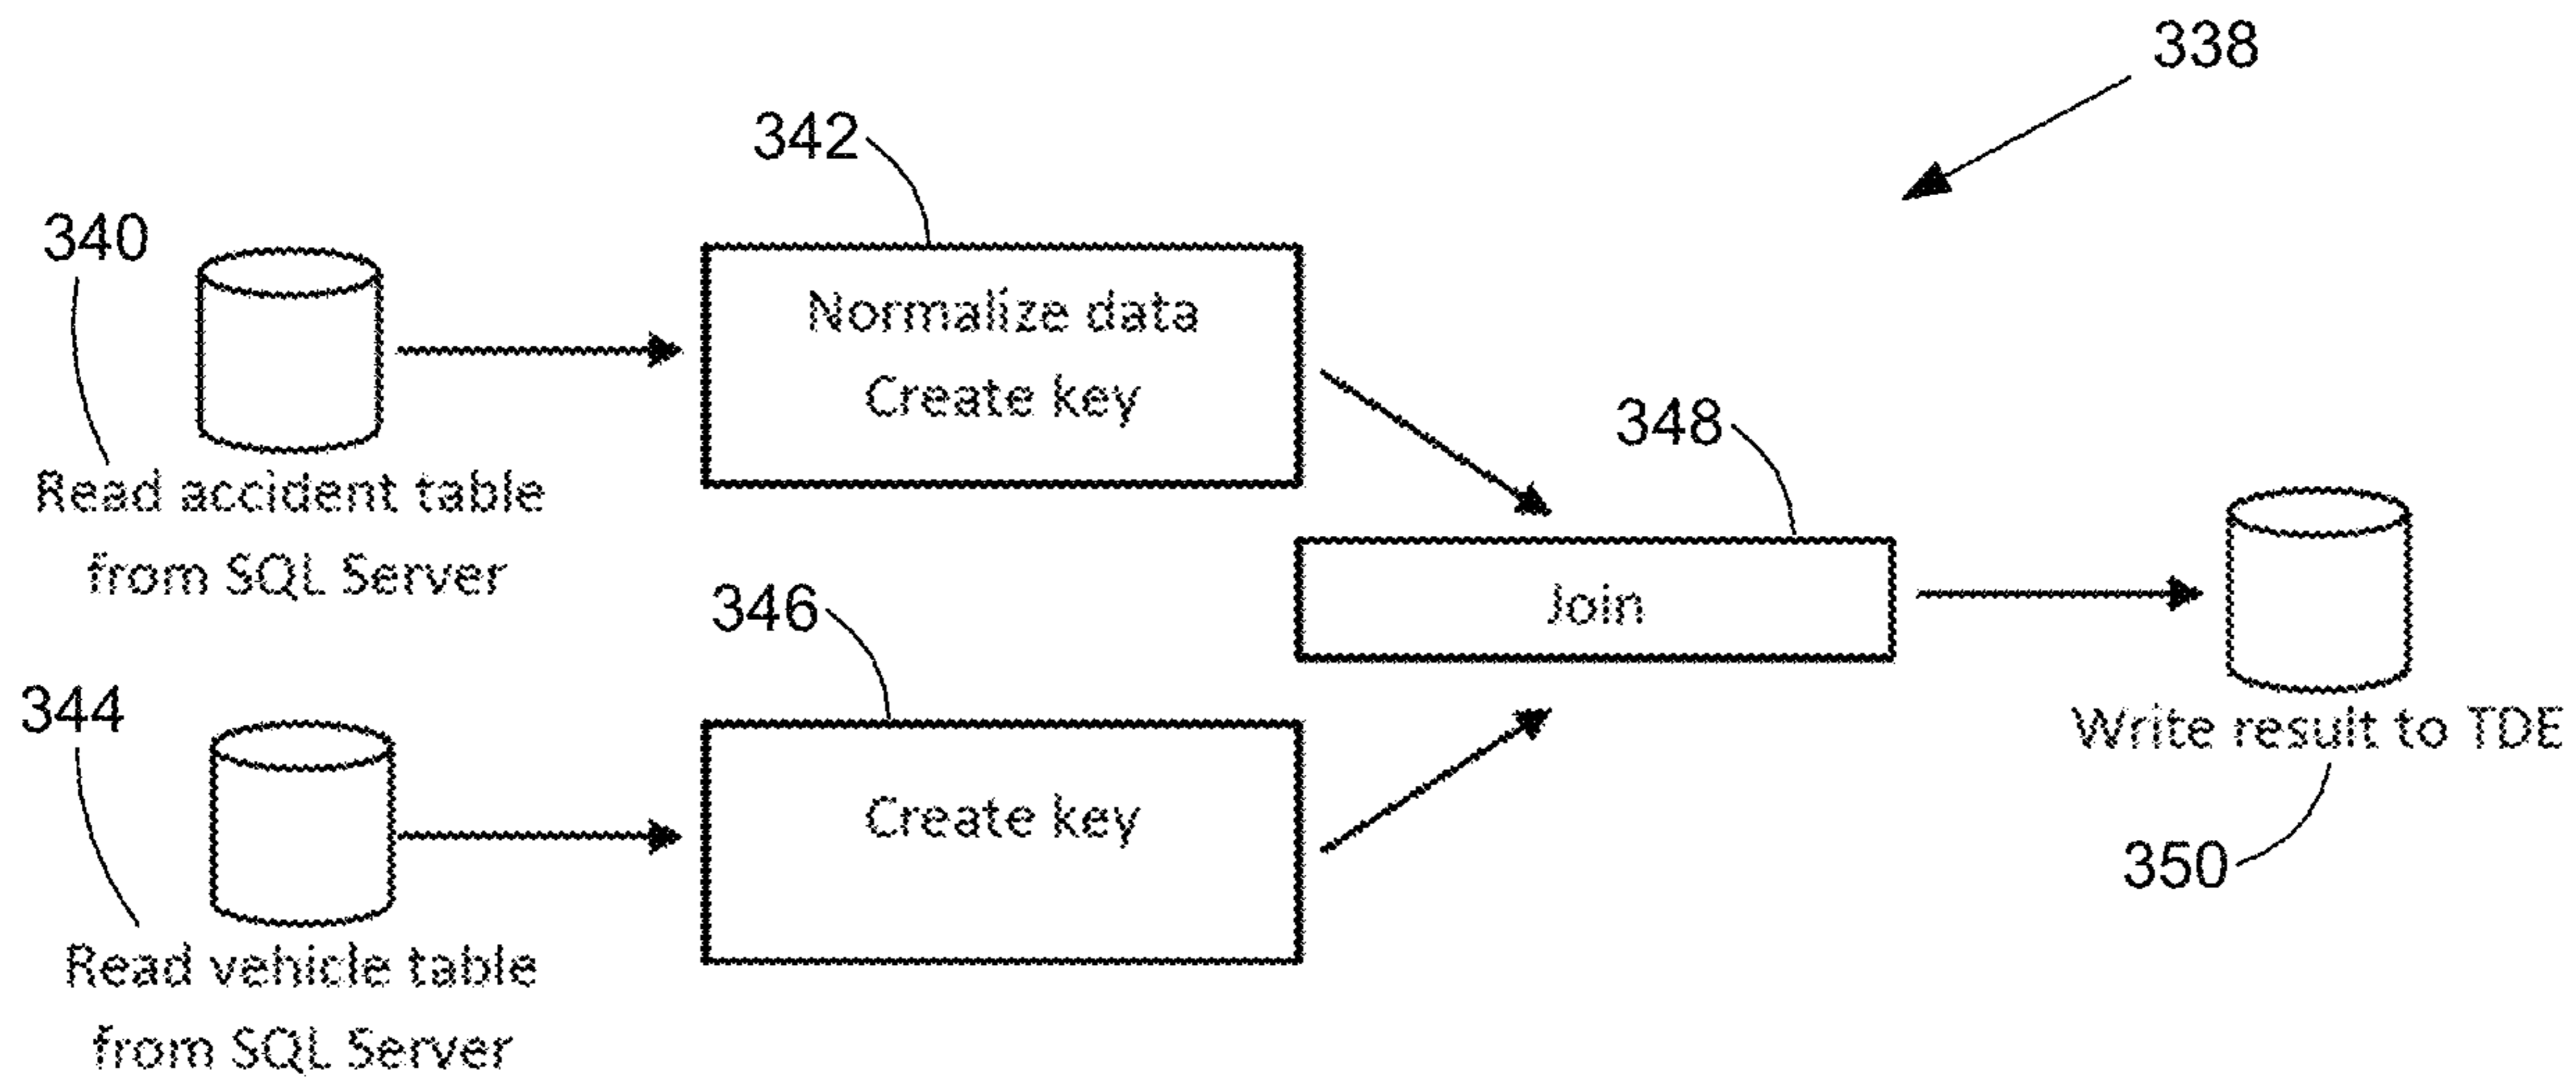 338
342
340
Normalize data
Create key
348
Read accident table
from SQL Server
Join
346
344
Write result to TDE
Create key
350
Read vehicle table
from SQL Server